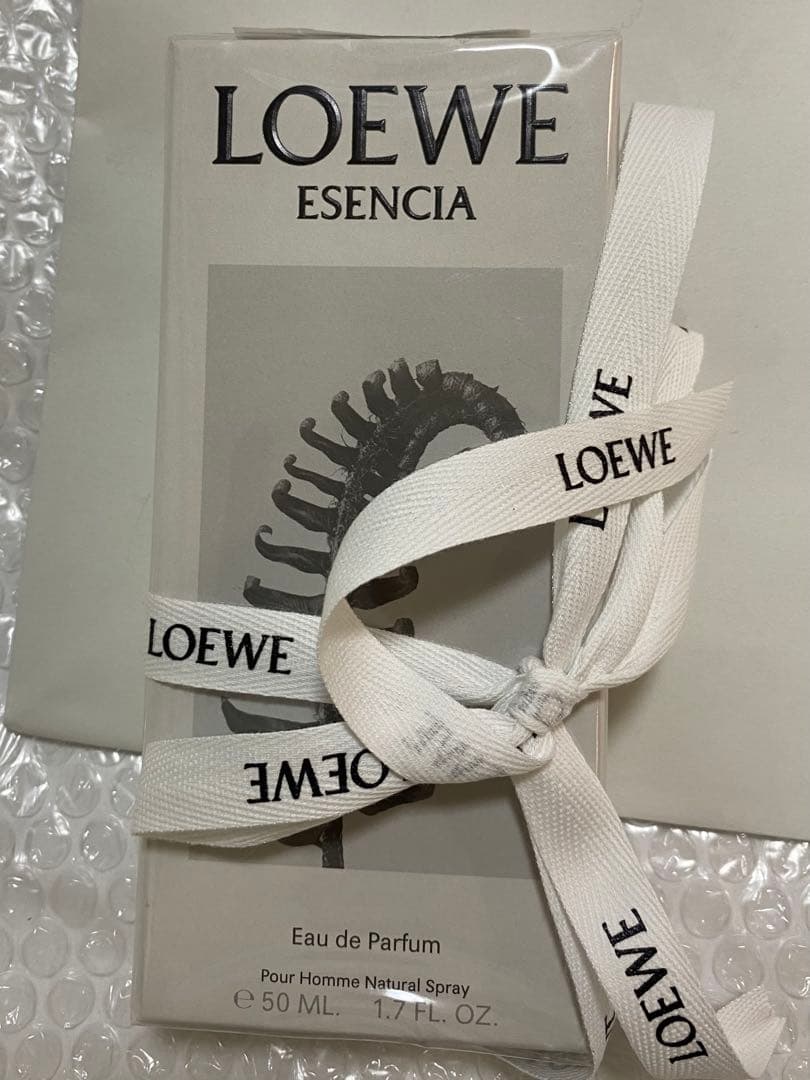 LOEWE
ESENCIA
LOEWE
LOEWE
LOEWE
LOEWE
LOEWE
Eau de Parfum
Pour Homme Natural Spray
℮ 50 ML. 1.7 FL. OZ.